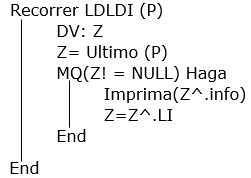 Recorrer LDLDI (P)
DV: Z
Z= Ultimo (P)
MQ(Z! = NULL) Haga
Imprima(Z^.info)
Z=Z^.LI
End
End